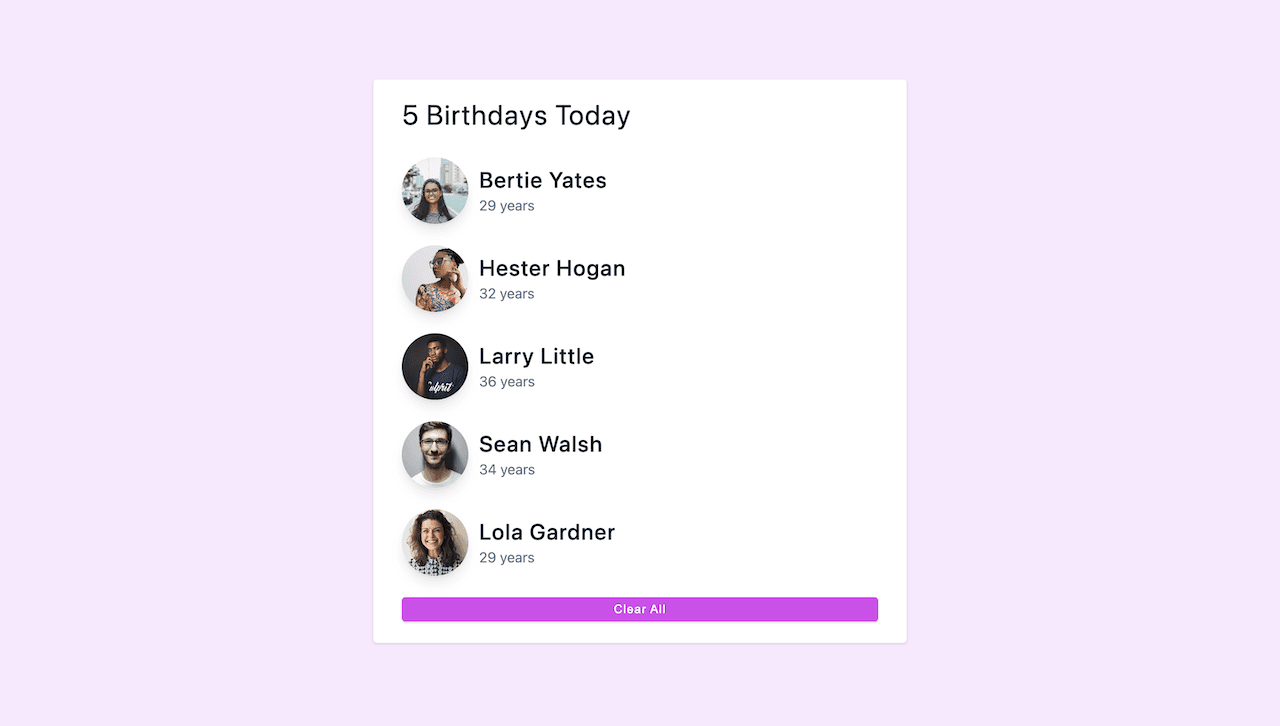 5 Birthdays Today
Bertie Yates
29 years
Hester Hogan
32 years
Larry Little
36 years
Sean Walsh
34 years
Lola Gardner
29 years
Clear All